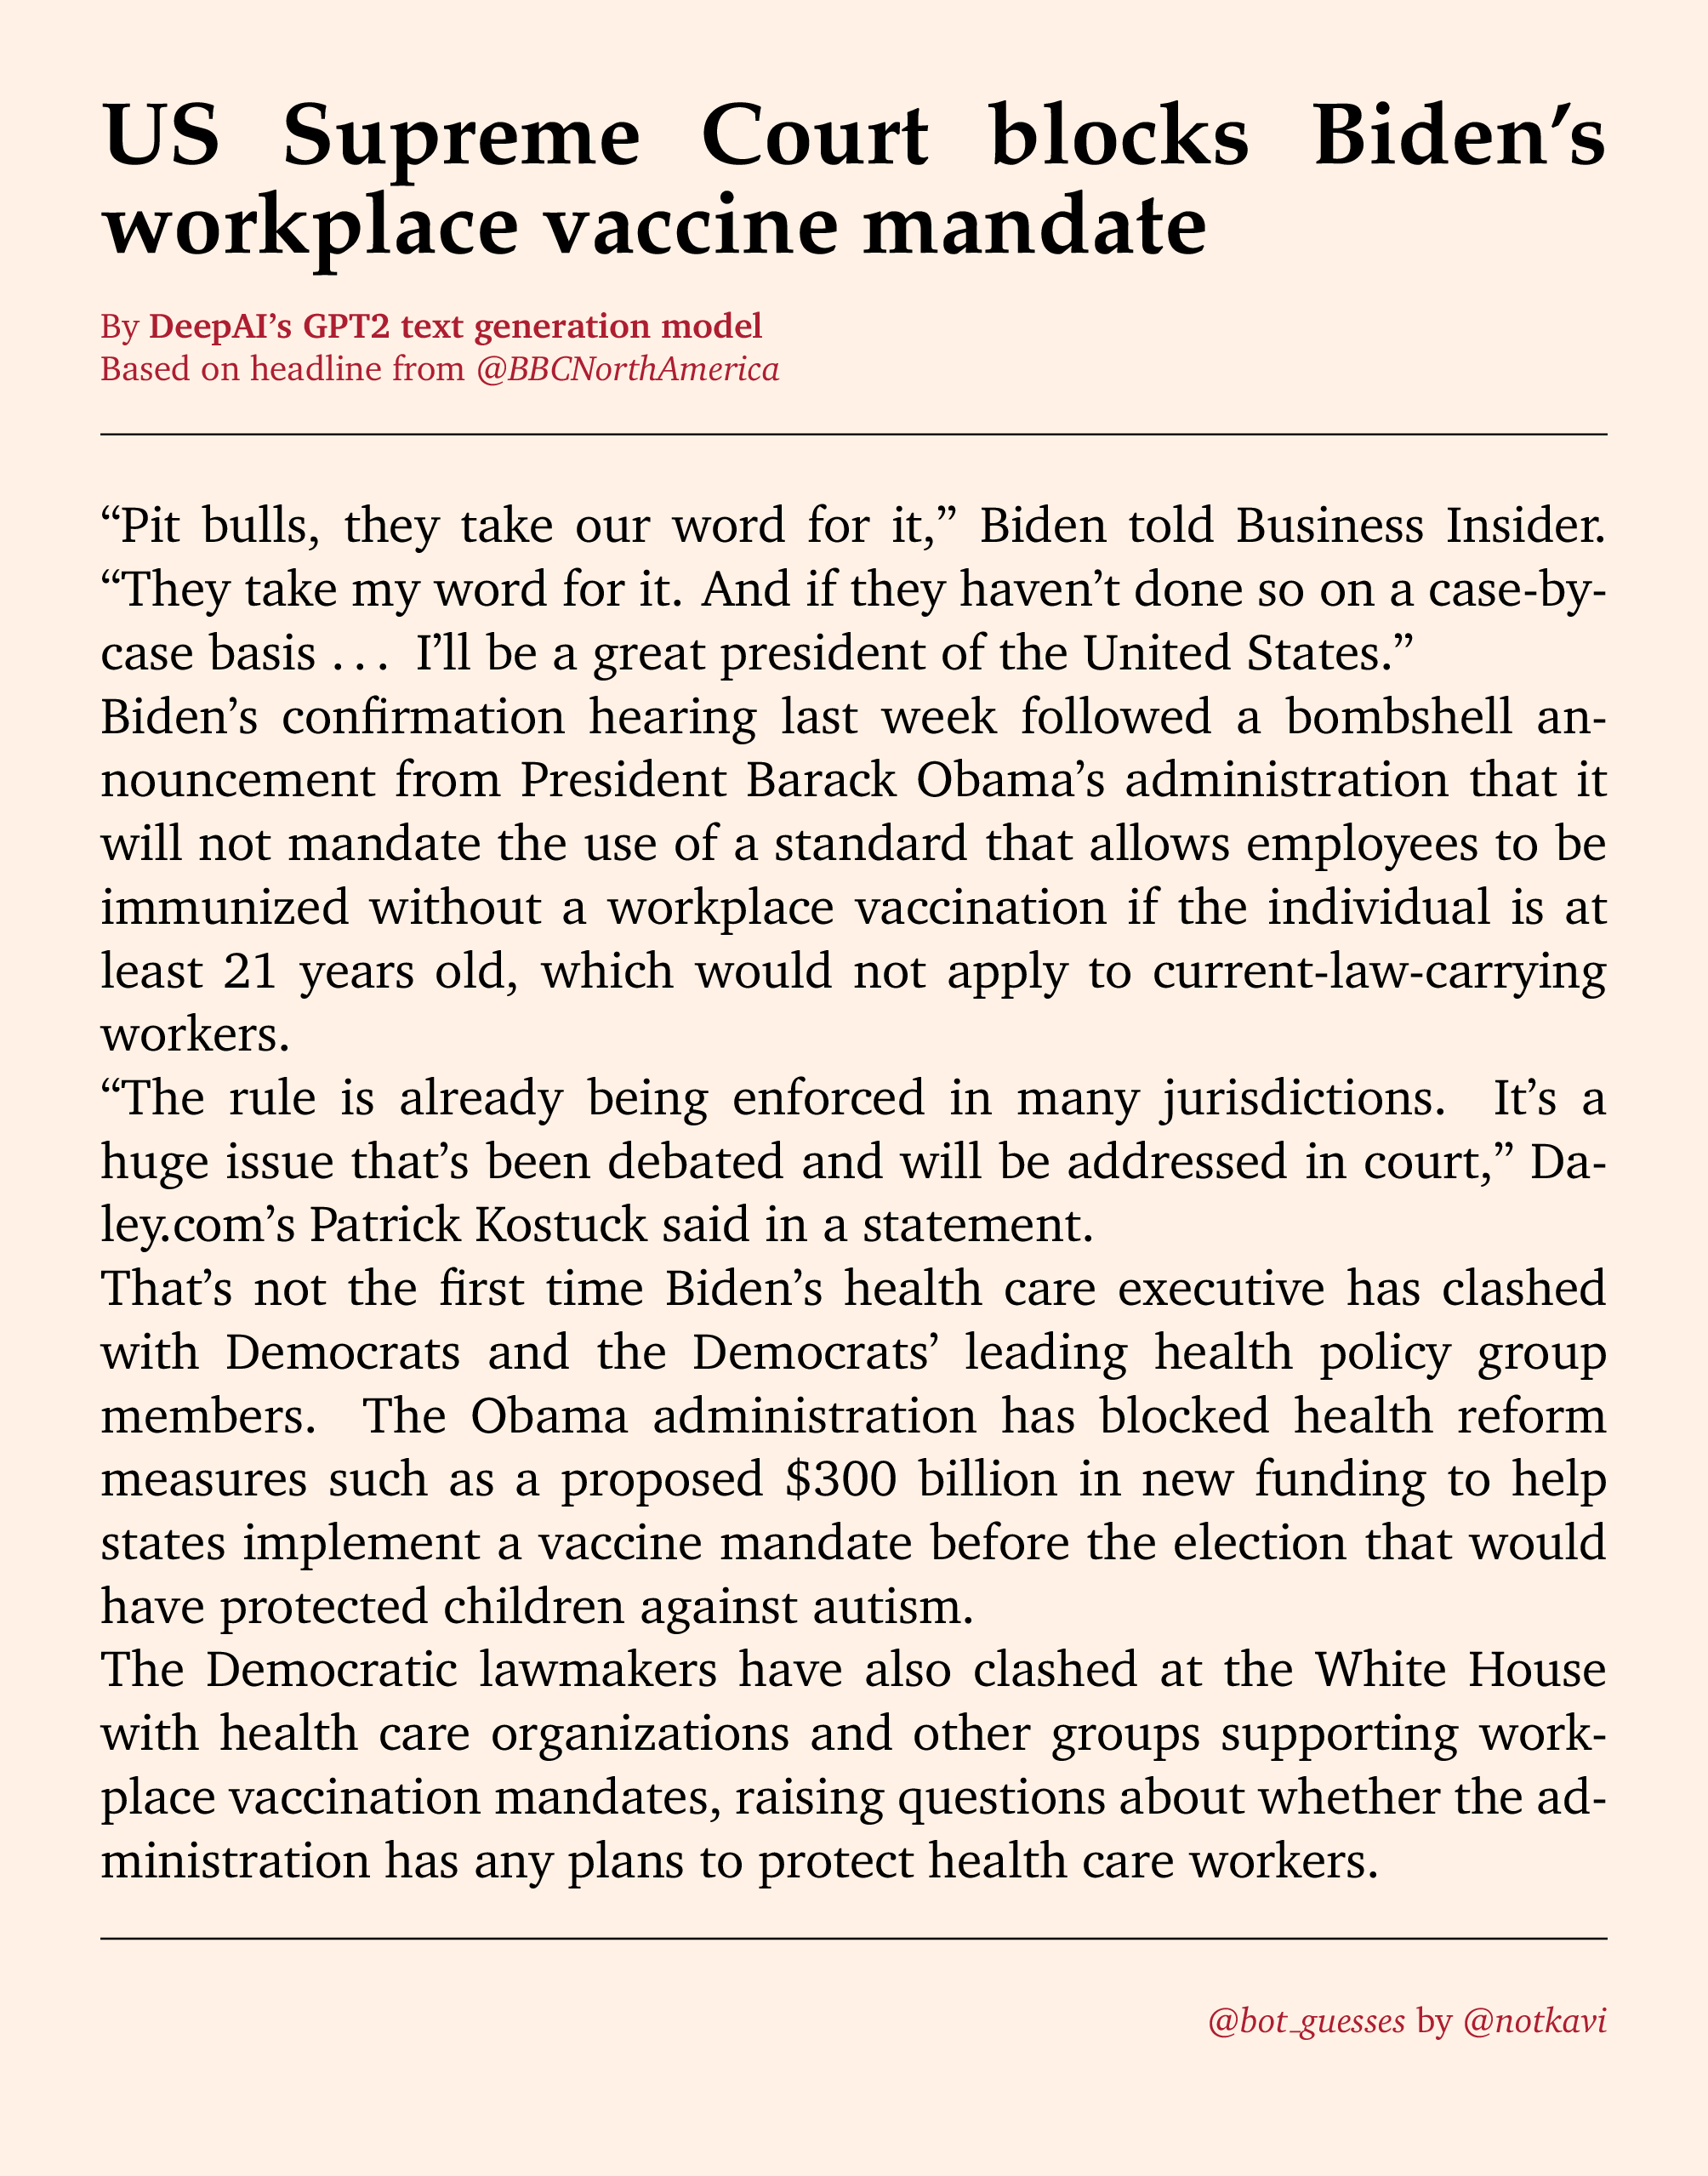 US Supreme Court blocks Biden’s
workplace vaccine mandate
By DeepAI’s GPT2 text generation model
Based on headline from @BBCNorthAmerica
“Pit bulls, they take our word for it,” Biden told Business Insider.
“They take my word for it. And if they haven’t done so on a case-by-
case basis . . . I’ll be a great president of the United States.”
Biden’s confirmation hearing last week followed a bombshell an-
nouncement from President Barack Obama’s administration that it
will not mandate the use of a standard that allows employees to be
immunized without a workplace vaccination if the individual is at
least 21 years old, which would not apply to current-law-carrying
workers.
“The rule is already being enforced in many jurisdictions. It’s a
huge issue that’s been debated and will be addressed in court,” Da-
ley.com’s Patrick Kostuck said in a statement.
That’s not the first time Biden’s health care executive has clashed
with Democrats and the Democrats’ leading health policy group
members. The Obama administration has blocked health reform
measures such as a proposed $300 billion in new funding to help
states implement a vaccine mandate before the election that would
have protected children against autism.
The Democratic lawmakers have also clashed at the White House
with health care organizations and other groups supporting work-
place vaccination mandates, raising questions about whether the ad-
ministration has any plans to protect health care workers.
@bot_guesses by @notkavi